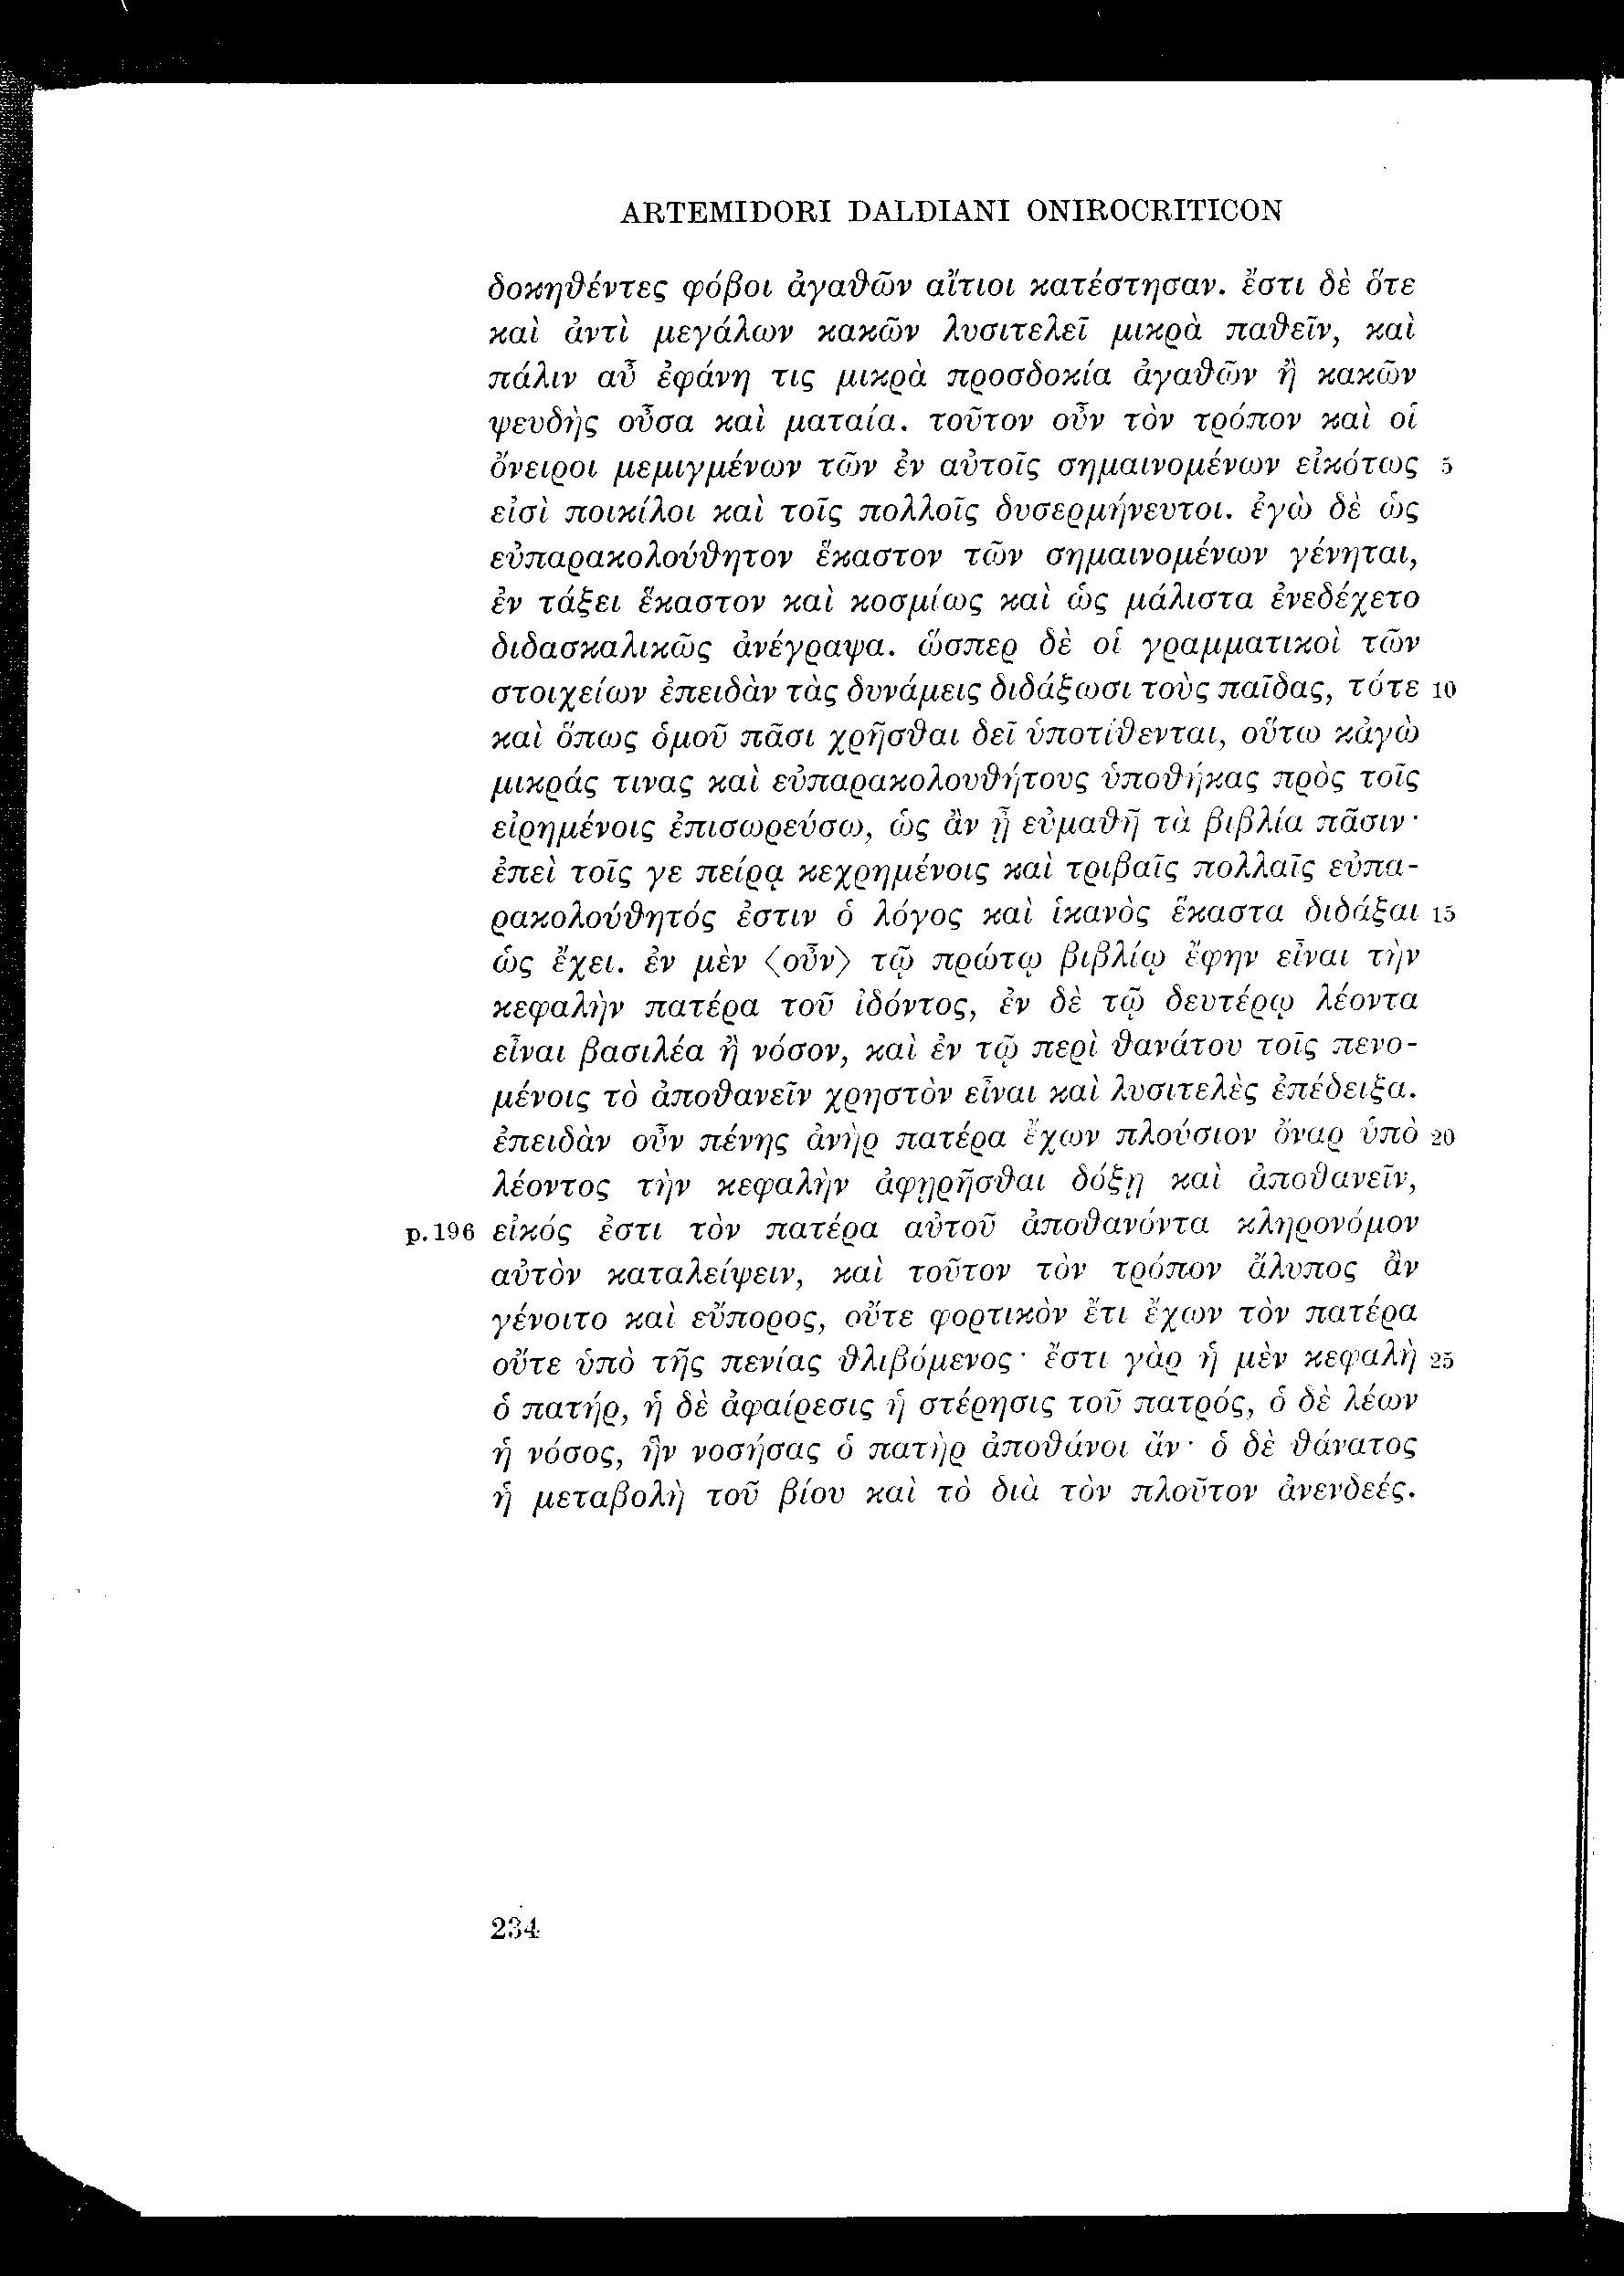 ARTEMIDORI DALDIANI ONIROCRITICON
δοκηθέντες φόβοι ἀγαθῶν αἴτιοι κατέστησαν. ἔστι δὲ ὅτε
καὶ ἀντὶ μεγάλων κακῶν λυσιτελεῖ μικρὰ παθεῖν, καὶ
πάλιν αὖ ἐφάνη τις μικρὰ προσδοκία ἀγαθῶν ἢ κακῶν
ψευδὴς οὖσα καὶ ματαία. τοῦτον οὖν τὸν τρόπον καὶ οἱ
ὄνειροι μεμιγμένων τῶν ἐν αὐτοῖς σημαινομένων εἰκότως 5
εἰσὶ ποικίλοι καὶ τοῖς πολλοῖς δυσερμήνευτοι. ἐγὼ δὲ ὡς
εὐπαρακολούθητον ἕκαστον τῶν σημαινομένων γένηται,
ἐν τάξει ἕκαστον καὶ κοσμίως καὶ ὡς μάλιστα ἐνεδέχετο
διδασκαλικῶς ἀνέγραψα. ὥσπερ δὲ οἱ γραμματικοὶ τῶν
στοιχείων ἐπειδὰν τὰς δυνάμεις διδάξωσι τοὺς παῖδας, τότε 10
καὶ ὅπως ὁμοῦ πᾶσι χρῆσθαι δεῖ ὑποτίθενται, οὕτω κἀγὼ
μικράς τινας καὶ εὐπαρακολουθήτους ὑποθήκας πρὸς τοῖς
εἰρημένοις ἐπισωρεύσω, ὡς ἂν ᾖ εὐμαθῆ τὰ βιβλία πᾶσιν·
ἐπεὶ τοῖς γε πείρᾳ κεχρημένοις καὶ τριβαῖς πολλαῖς εὐπα-
ρακολούθητός ἐστιν ὁ λόγος καὶ ἱκανὸς ἕκαστα διδάξαι 15
ὡς ἔχει. ἐν μὲν ⟨οὖν⟩ τῷ πρώτῳ βιβλίῳ ἔφην εἶναι τὴν
κεφαλὴν πατέρα τοῦ ἰδόντος, ἐν δὲ τῷ δευτέρῳ λέοντα
εἶναι βασιλέα ἢ νόσον, καὶ ἐν τῷ περὶ θανάτου τοῖς πενο-
μένοις τὸ ἀποθανεῖν χρηστὸν εἶναι καὶ λυσιτελὲς ἐπέδειξα.
ἐπειδὰν οὖν πένης ἀνὴρ πατέρα ἔχων πλούσιον ὄναρ ὑπὸ 20
λέοντος τὴν κεφαλὴν ἀφῃρῆσθαι δόξῃ καὶ ἀποθανεῖν,
p.196 εἰκός ἐστι τὸν πατέρα αὐτοῦ ἀποθανόντα κληρονόμον
αὐτὸν καταλείψειν, καὶ τοῦτον τὸν τρόπον ἄλυπος ἂν
γένοιτο καὶ εὔπορος, οὔτε φορτικὸν ἔτι ἔχων τὸν πατέρα
οὔτε ὑπὸ τῆς πενίας θλιβόμενος· ἔστι γὰρ ἡ μὲν κεφαλὴ 25
ὁ πατήρ, ἡ δὲ ἀφαίρεσις ἡ στέρησις τοῦ πατρός, ὁ δὲ λέων
ἡ νόσος, ἣν νοσήσας ὁ πατὴρ ἀποθάνοι ἄν· ὁ δὲ θάνατος
ἡ μεταβολὴ τοῦ βίου καὶ τὸ διὰ τὸν πλοῦτον ἀνενδεές.
234